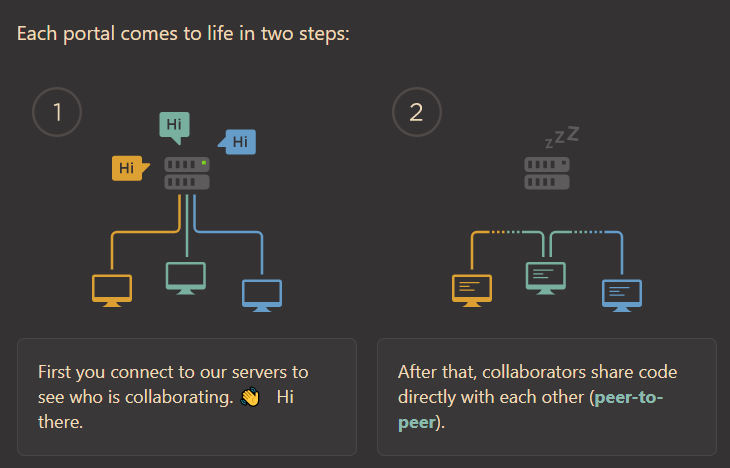 Each portal comes to life in two steps:
1
Hi
Hi
Hi
2
zzZ
First you connect to our servers to
see who is collaborating. 👋 Hi
there.
After that, collaborators share code
directly with each other (peer-to-
peer).